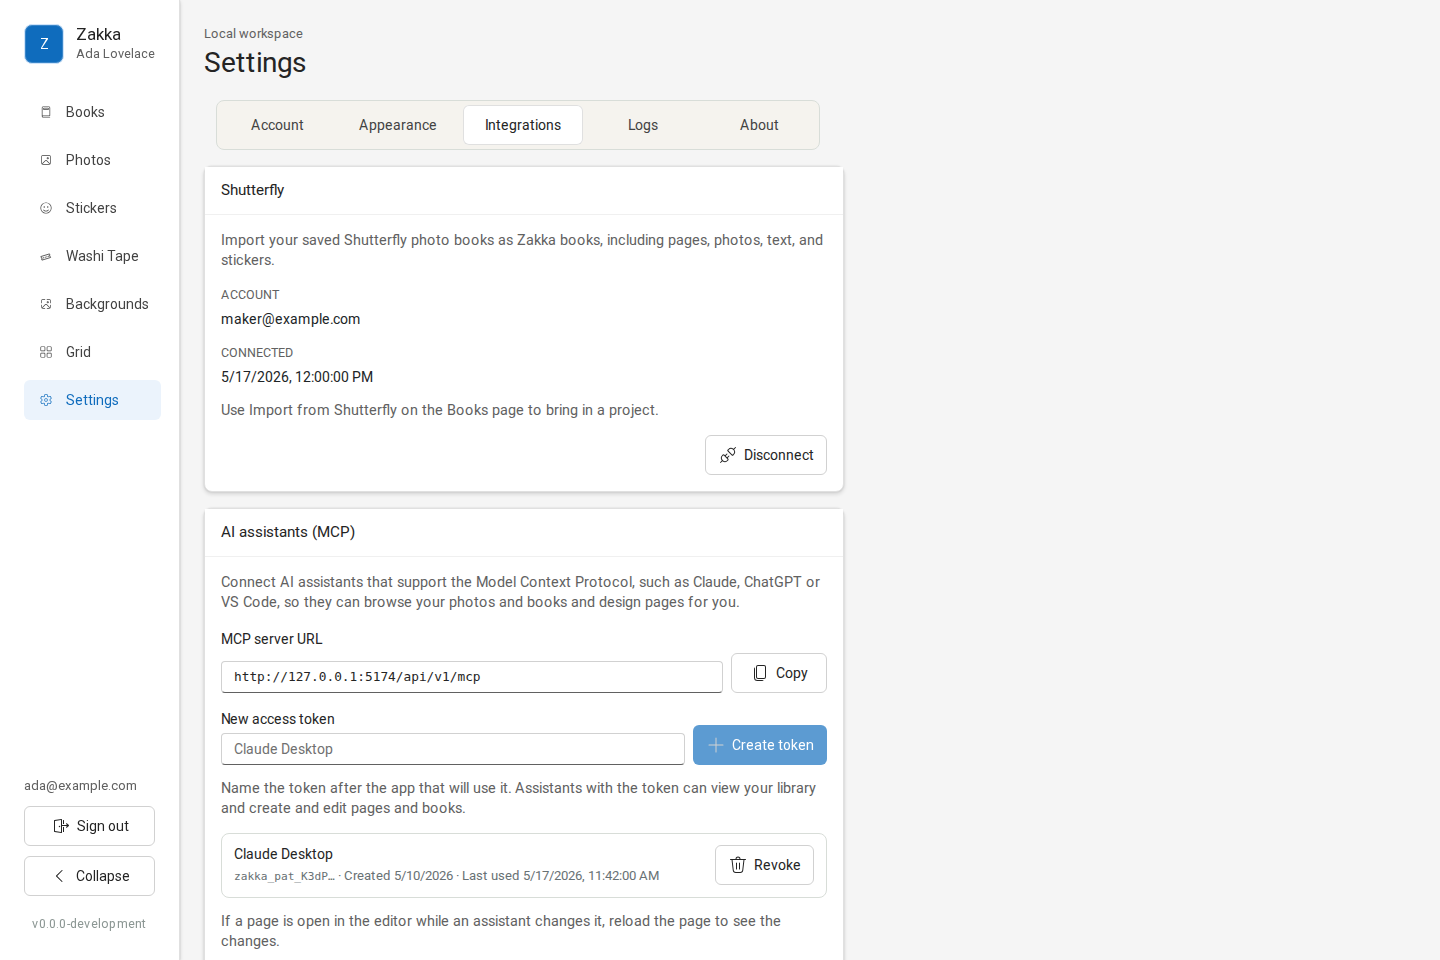 Z
Zakka
Ada Lovelace
Books
Photos
Stickers
Washi Tape
Backgrounds
Grid
Settings
ada@example.com
Sign out
Collapse
v0.0.0-development
Local workspace
Settings
Account
Appearance
Integrations
Logs
About
Shutterfly
Import your saved Shutterfly photo books as Zakka books, including pages, photos, text, and
stickers.
ACCOUNT
maker@example.com
CONNECTED
5/17/2026, 12:00:00 PM
Use Import from Shutterfly on the Books page to bring in a project.
Disconnect
AI assistants (MCP)
Connect AI assistants that support the Model Context Protocol, such as Claude, ChatGPT or
VS Code, so they can browse your photos and books and design pages for you.
MCP server URL
http://127.0.0.1:5174/api/v1/mcp
Copy
New access token
Claude Desktop
Create token
Name the token after the app that will use it. Assistants with the token can view your library
and create and edit pages and books.
Claude Desktop
zakka_pat_K3dP… · Created 5/10/2026 · Last used 5/17/2026, 11:42:00 AM
Revoke
If a page is open in the editor while an assistant changes it, reload the page to see the
changes.